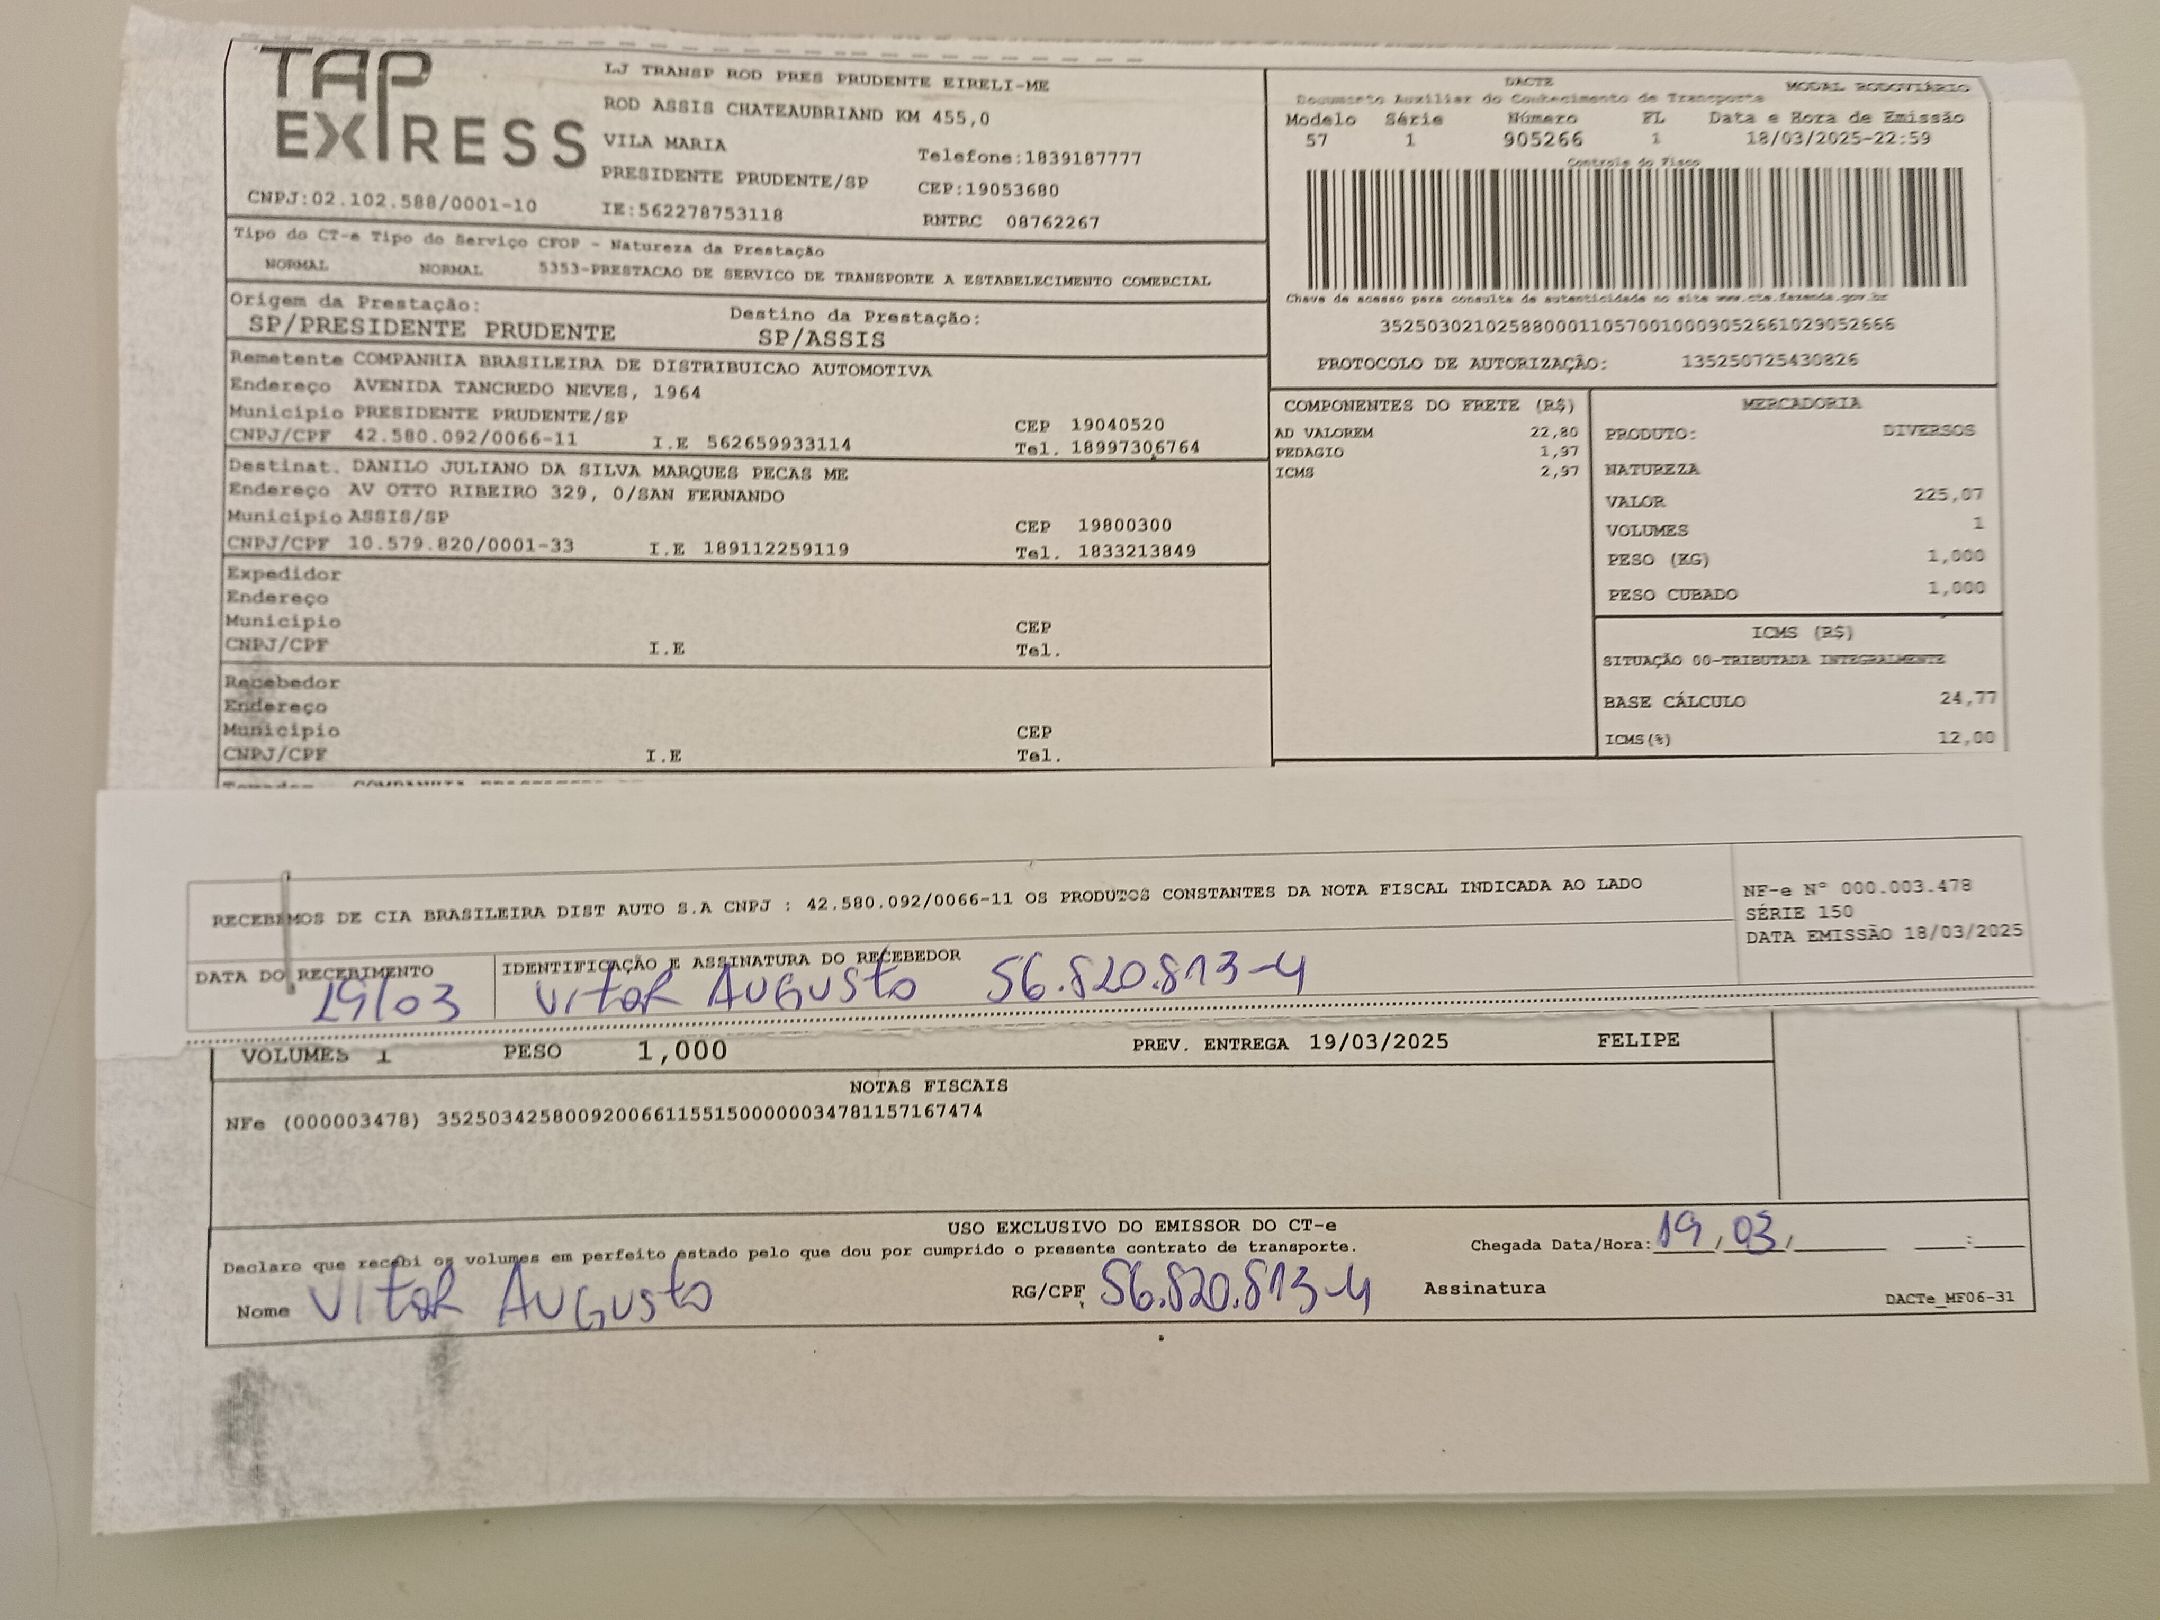 TAP EXPRESS
CNPJ:02.102.588/0001-10
LJ TRANSP ROD PRES PRUDENTE EIRELI-ME
ROD ASSIS CHATEAUBRIAND KM 455,0
VILA MARIA Telefone:1839187777
PRESIDENTE PRUDENTE/SP CEP:19053680
IE:562278753118 RNTRC 08762267
DACTE MODAL RODOVIÁRIO
Documento Auxiliar do Conhecimento de Transporte
Modelo Série Número FL Data e Hora de Emissão
57 1 905266 1 18/03/2025-22:59
Controle do Fisco
Chave de acesso para consulta de autenticidade no site www.cte.fazenda.gov.br
35250302102588000110570010009052661029052666
PROTOCOLO DE AUTORIZAÇÃO: 135250725430826
Tipo do CT-e Tipo do Serviço CFOP - Natureza da Prestação
NORMAL NORMAL 5353-PRESTACAO DE SERVICO DE TRANSPORTE A ESTABELECIMENTO COMERCIAL
Origem da Prestação: Destino da Prestação:
SP/PRESIDENTE PRUDENTE SP/ASSIS
Remetente COMPANHIA BRASILEIRA DE DISTRIBUICAO AUTOMOTIVA
Endereço AVENIDA TANCREDO NEVES, 1964
Município PRESIDENTE PRUDENTE/SP CEP 19040520
CNPJ/CPF 42.580.092/0066-11 I.E 562659933114 Tel. 18997306764
Destinat. DANILO JULIANO DA SILVA MARQUES PECAS ME
Endereço AV OTTO RIBEIRO 329, 0/SAN FERNANDO
Município ASSIS/SP CEP 19800300
CNPJ/CPF 10.579.820/0001-33 I.E 189112259119 Tel. 1833213849
Expedidor
Endereço
Município CEP
CNPJ/CPF I.E Tel.
Recebedor
Endereço
Município CEP
CNPJ/CPF I.E Tel.
COMPONENTES DO FRETE (R$)
AD VALOREM 22,80
PEDAGIO 1,97
ICMS 2,97
MERCADORIA
PRODUTO: DIVERSOS
NATUREZA
VALOR 225,07
VOLUMES 1
PESO (KG) 1,000
PESO CUBADO 1,000
ICMS (R$)
SITUAÇÃO 00-TRIBUTADA INTEGRALMENTE
BASE CÁLCULO 24,77
ICMS(%) 12,00
RECEBEMOS DE CIA BRASILEIRA DIST AUTO S.A CNPJ : 42.580.092/0066-11 OS PRODUTOS CONSTANTES DA NOTA FISCAL INDICADA AO LADO
NF-e N° 000.003.478
SÉRIE 150
DATA EMISSÃO 18/03/2025
DATA DO RECEBIMENTO IDENTIFICAÇÃO E ASSINATURA DO RECEBEDOR
19/03 Vitor Augusto 56.820.813-4
VOLUMES 1 PESO 1,000 PREV. ENTREGA 19/03/2025 FELIPE
NOTAS FISCAIS
NFe (000003478) 35250342580092006611551500000034781157167474
USO EXCLUSIVO DO EMISSOR DO CT-e
Declaro que recebi os volumes em perfeito estado pelo que dou por cumprido o presente contrato de transporte. Chegada Data/Hora: 19/03/
Nome Vitor Augusto RG/CPF 56.820.813-4 Assinatura
DACTe_MF06-31